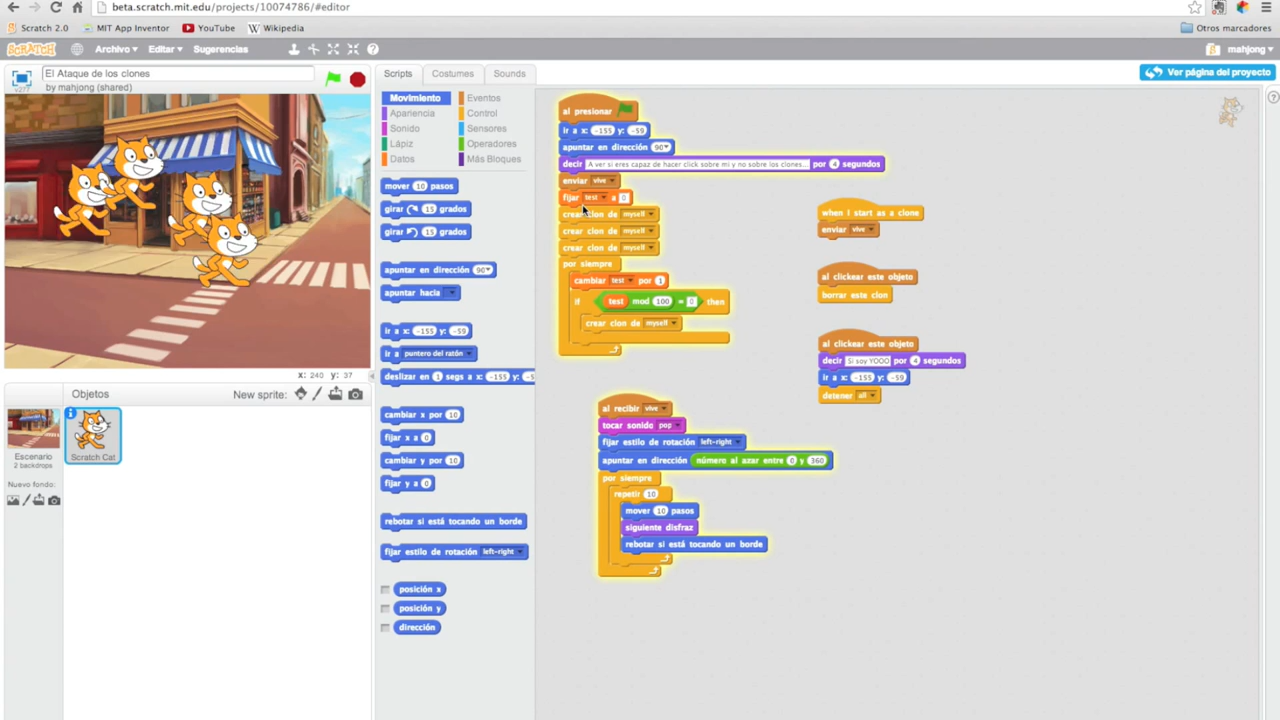 beta.scratch.mit.edu/projects/10074786/#editor
Scratch 2.0 MIT App Inventor YouTube W Wikipedia Otros marcadores
SCRATCH Archivo Editar Sugerencias mahjong
El Ataque de los clones
by mahjong (shared)
v277
Scripts Costumes Sounds
Ver página del proyecto
Movimiento Eventos
Apariencia Control
Sonido Sensores
Lápiz Operadores
Datos Más Bloques
mover 10 pasos
girar 15 grados
girar 15 grados
apuntar en dirección 90
apuntar hacia
ir a x: -155 y: -59
ir a puntero del ratón
deslizar en 1 segs a x: -155 y: -5
cambiar x por 10
fijar x a 0
cambiar y por 10
fijar y a 0
rebotar si está tocando un borde
fijar estilo de rotación left-right
posición x
posición y
dirección
x: 240 y: 37
Objetos New sprite:
Escenario
2 backdrops
Nuevo fondo:
Scratch Cat
al presionar
ir a x: -155 y: -59
apuntar en dirección 90
decir A ver si eres capaz de hacer click sobre mi y no sobre los clones... por 4 segundos
enviar vive
fijar test a 0
crear clon de myself
crear clon de myself
crear clon de myself
por siempre
cambiar test por 1
if test mod 100 = 0 then
crear clon de myself
al recibir vive
tocar sonido pop
fijar estilo de rotación left-right
apuntar en dirección número al azar entre 0 y 360
por siempre
repetir 10
mover 10 pasos
siguiente disfraz
rebotar si está tocando un borde
when I start as a clone
enviar vive
al clickear este objeto
borrar este clon
al clickear este objeto
decir Si soy YOOO por 4 segundos
ir a x: -155 y: -59
detener all